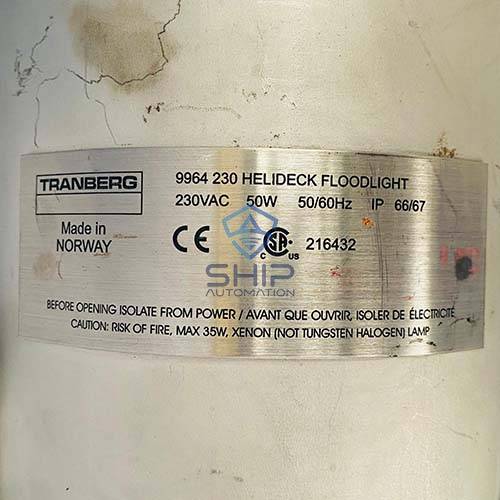 TRANBERG
9964 230 HELIDECK FLOODLIGHT
230VAC 50W 50/60Hz IP 66/67
Made in
NORWAY
CE
C SA US 216432
SHIP
AUTOMATION
BEFORE OPENING ISOLATE FROM POWER / AVANT QUE OUVRIR, ISOLER DE ÉLECTRICITÉ
CAUTION: RISK OF FIRE, MAX 35W, XENON (NOT TUNGSTEN HALOGEN) LAMP